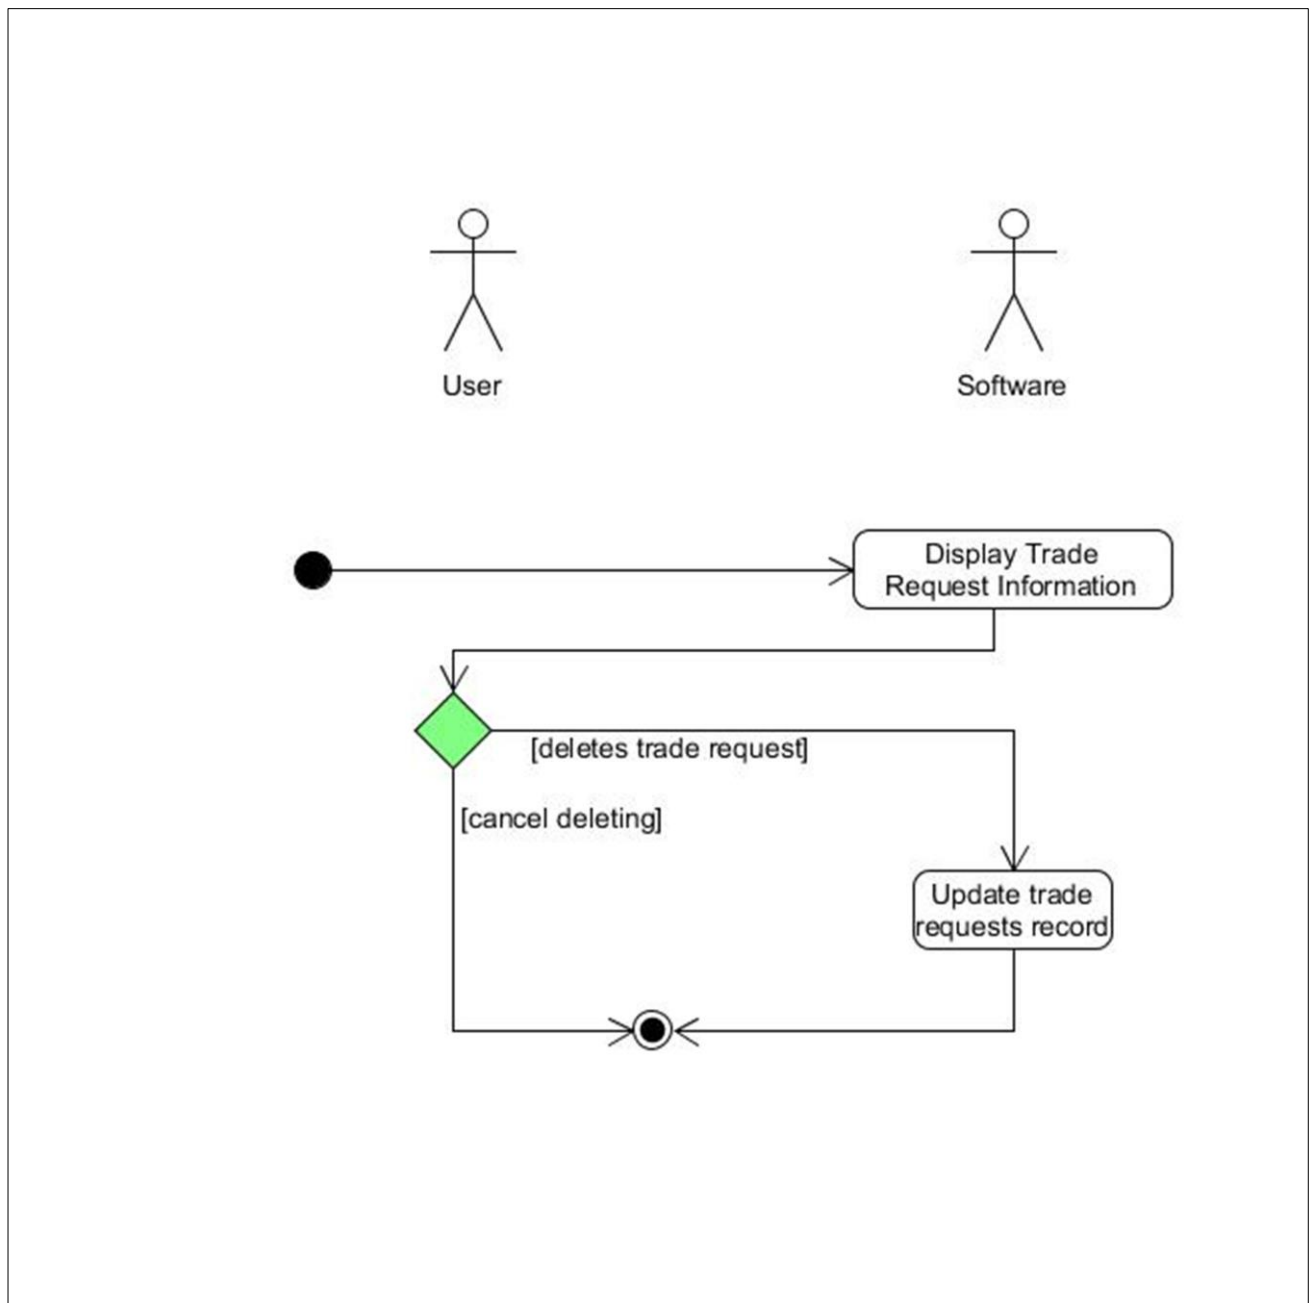 User
Software
Display Trade
Request Information
[deletes trade request]
[cancel deleting]
Update trade
requests record